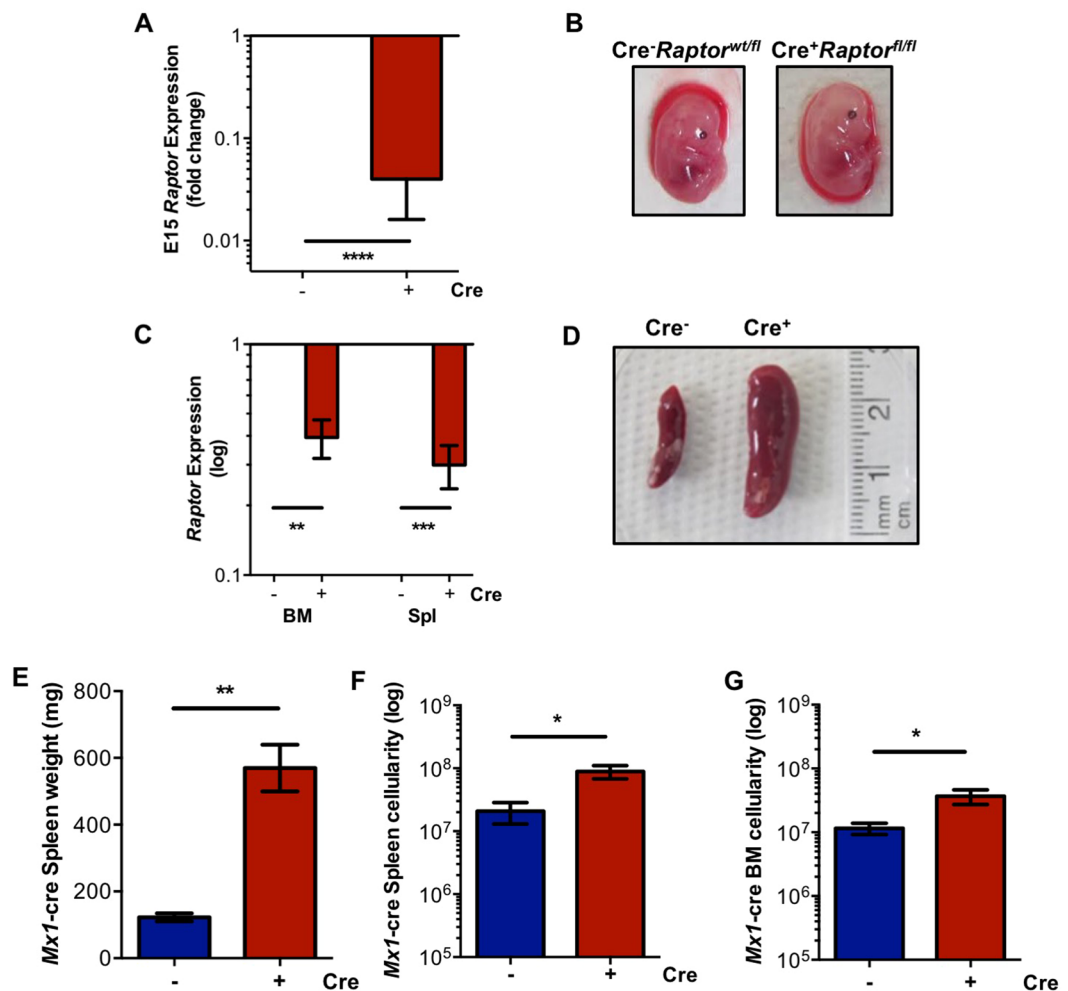 A
E15 Raptor Expression
(fold change)
1
0.1
0.01
****
- + Cre
B
Cre-Raptorwt/fl Cre+Raptorfl/fl
C
Raptor Expression
(log)
1
0.1
** ***
- + - + Cre
BM Spl
D
Cre- Cre+
2
1
mm
cm
E
Mx1-cre Spleen weight (mg)
800
600
400
200
0
**
- + Cre
F
Mx1-cre Spleen cellularity (log)
10⁹
10⁸
10⁷
10⁶
10⁵
*
- + Cre
G
Mx1-cre BM cellularity (log)
10⁹
10⁸
10⁷
10⁶
10⁵
*
- + Cre